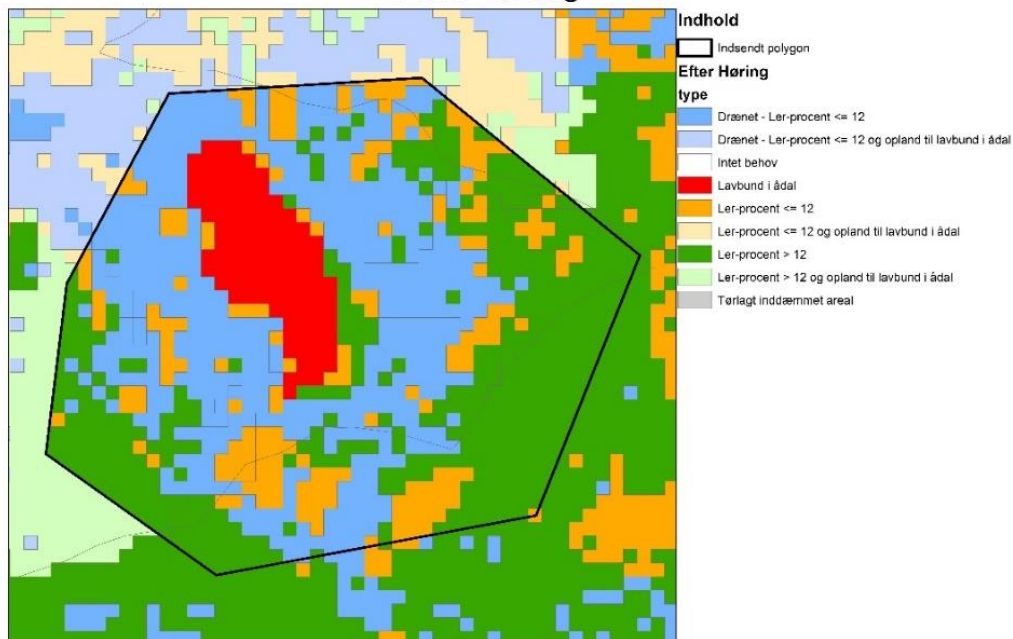 Indhold
Indsendt polygon
Efter Høring
type
Drænet - Ler-procent <= 12
Drænet - Ler-procent <= 12 og opland til lavbund i ådal
Intet behov
Lavbund i ådal
Ler-procent <= 12
Ler-procent <= 12 og opland til lavbund i ådal
Ler-procent > 12
Ler-procent > 12 og opland til lavbund i ådal
Tørlagt inddæmmet areal